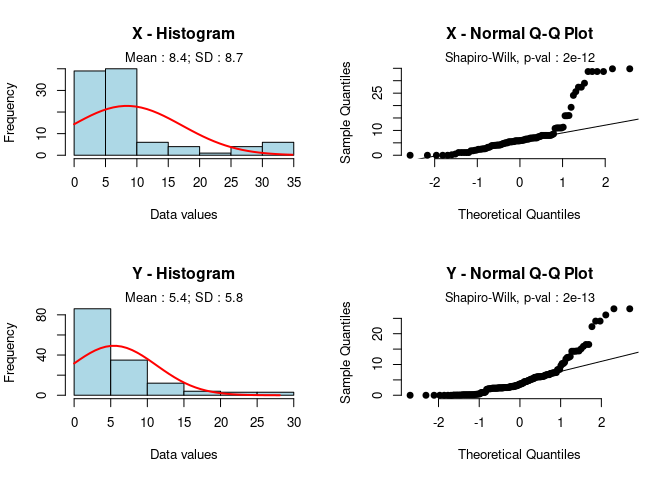 X - Histogram
Mean : 8.4; SD : 8.7
Frequency
0 10 30
0 5 10 15 20 25 30 35
Data values
X - Normal Q-Q Plot
Shapiro-Wilk, p-val : 2e-12
Sample Quantiles
0 10 25
-2 -1 0 1 2
Theoretical Quantiles
Y - Histogram
Mean : 5.4; SD : 5.8
Frequency
0 40 80
0 5 10 15 20 25 30
Data values
Y - Normal Q-Q Plot
Shapiro-Wilk, p-val : 2e-13
Sample Quantiles
0 10 20
-2 -1 0 1 2
Theoretical Quantiles